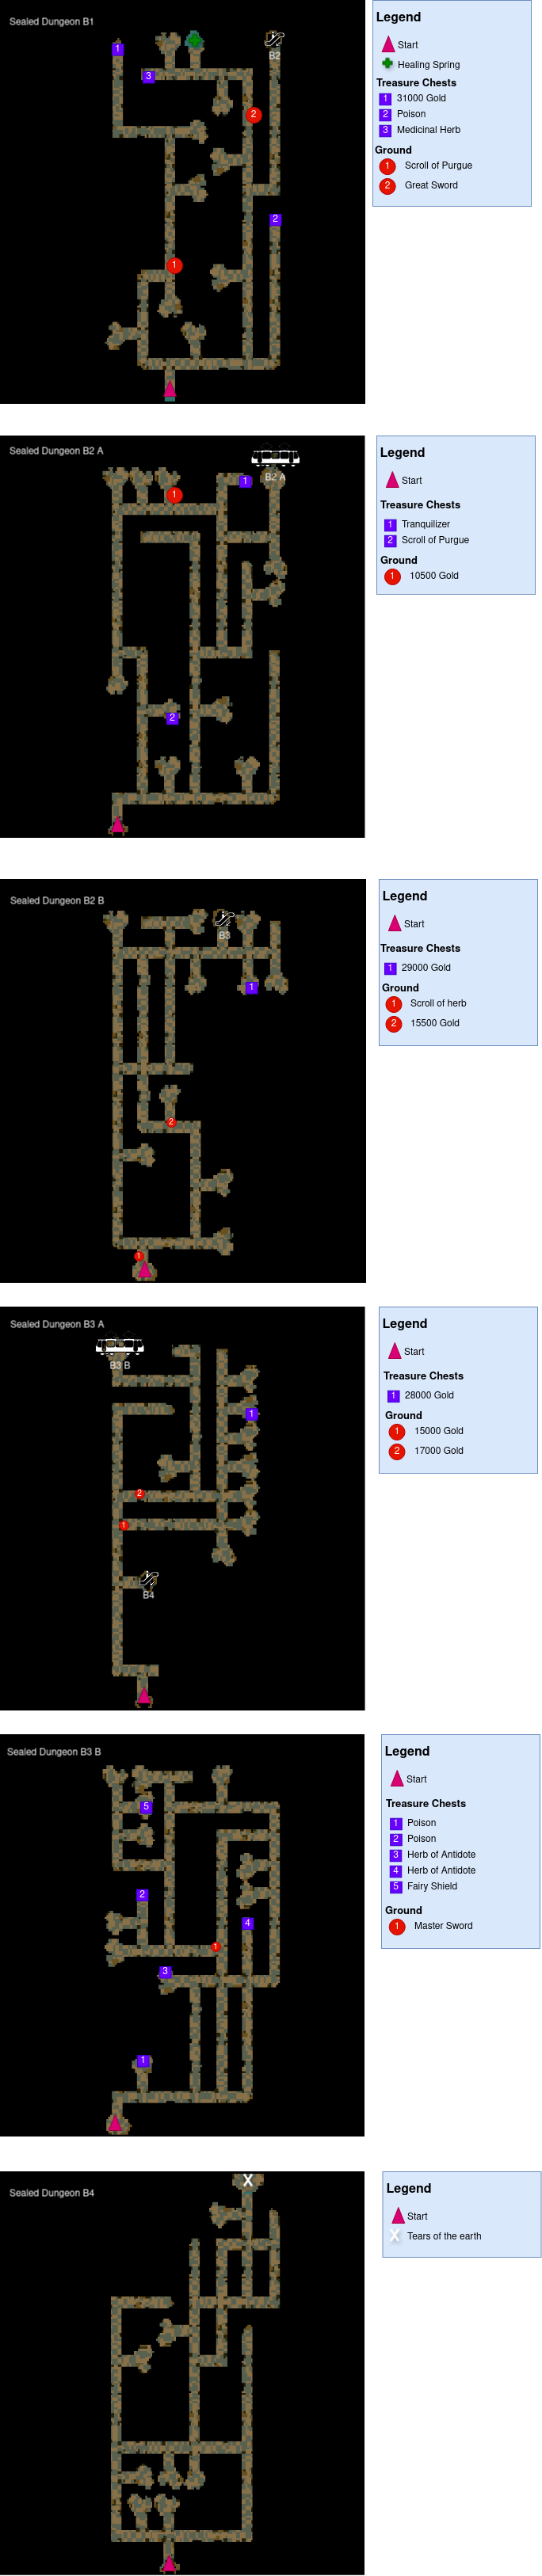 Sealed Dungeon B1
1
3
B2
2
2
1
Legend
Start
Healing Spring
Treasure Chests
1 31000 Gold
2 Poison
3 Medicinal Herb
Ground
1 Scroll of Purgue
2 Great Sword
Sealed Dungeon B2 A
1
1
B2 A
2
Legend
Start
Treasure Chests
1 Tranquilizer
2 Scroll of Purgue
Ground
1 10500 Gold
Sealed Dungeon B2 B
B3
1
2
1
Legend
Start
Treasure Chests
1 29000 Gold
Ground
1 Scroll of herb
2 15500 Gold
Sealed Dungeon B3 A
B3 B
1
2
1
B4
Legend
Start
Treasure Chests
1 28000 Gold
Ground
1 15000 Gold
2 17000 Gold
Sealed Dungeon B3 B
5
2
4
1
3
1
Legend
Start
Treasure Chests
1 Poison
2 Poison
3 Herb of Antidote
4 Herb of Antidote
5 Fairy Shield
Ground
1 Master Sword
Sealed Dungeon B4
X
Legend
Start
X Tears of the earth